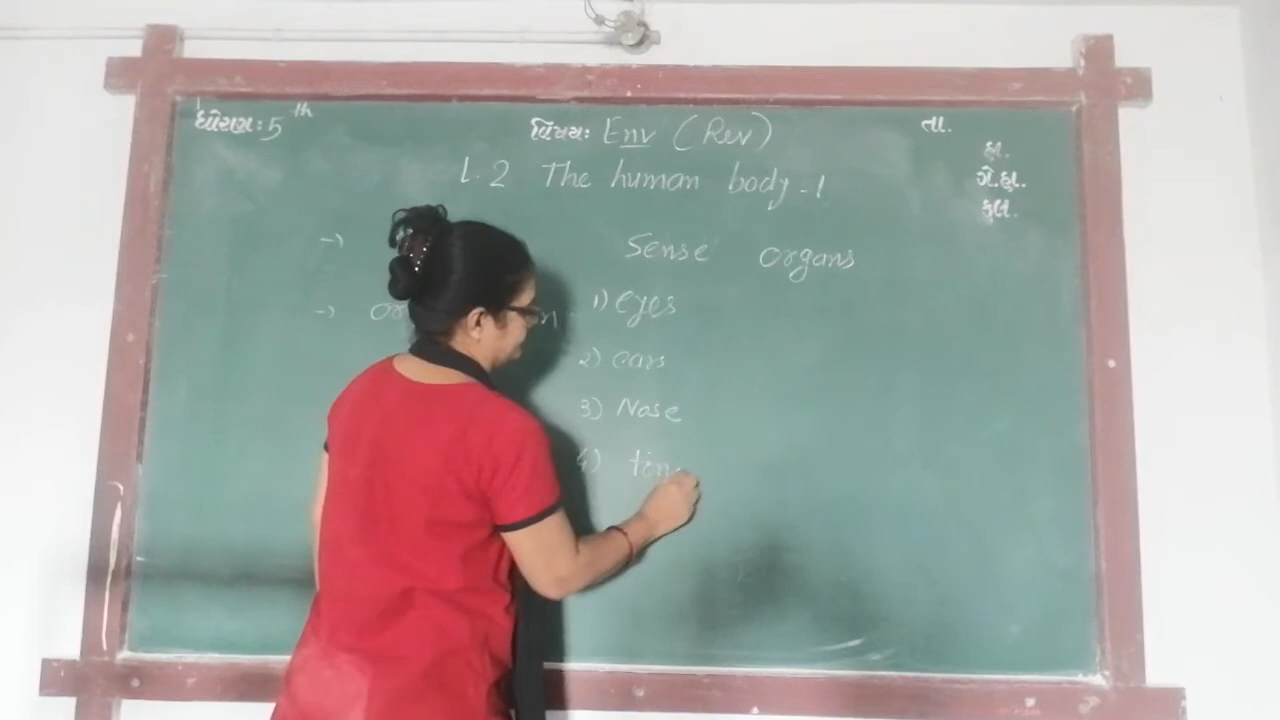 ધોરણ: 5th વિષય: Env (Rev) તા.
હા.
ગે.હા.
કુલ.
L.2 The human body - 1
→ Sense organs
→ 1) eyes
2) ears
3) Nose
4) ton